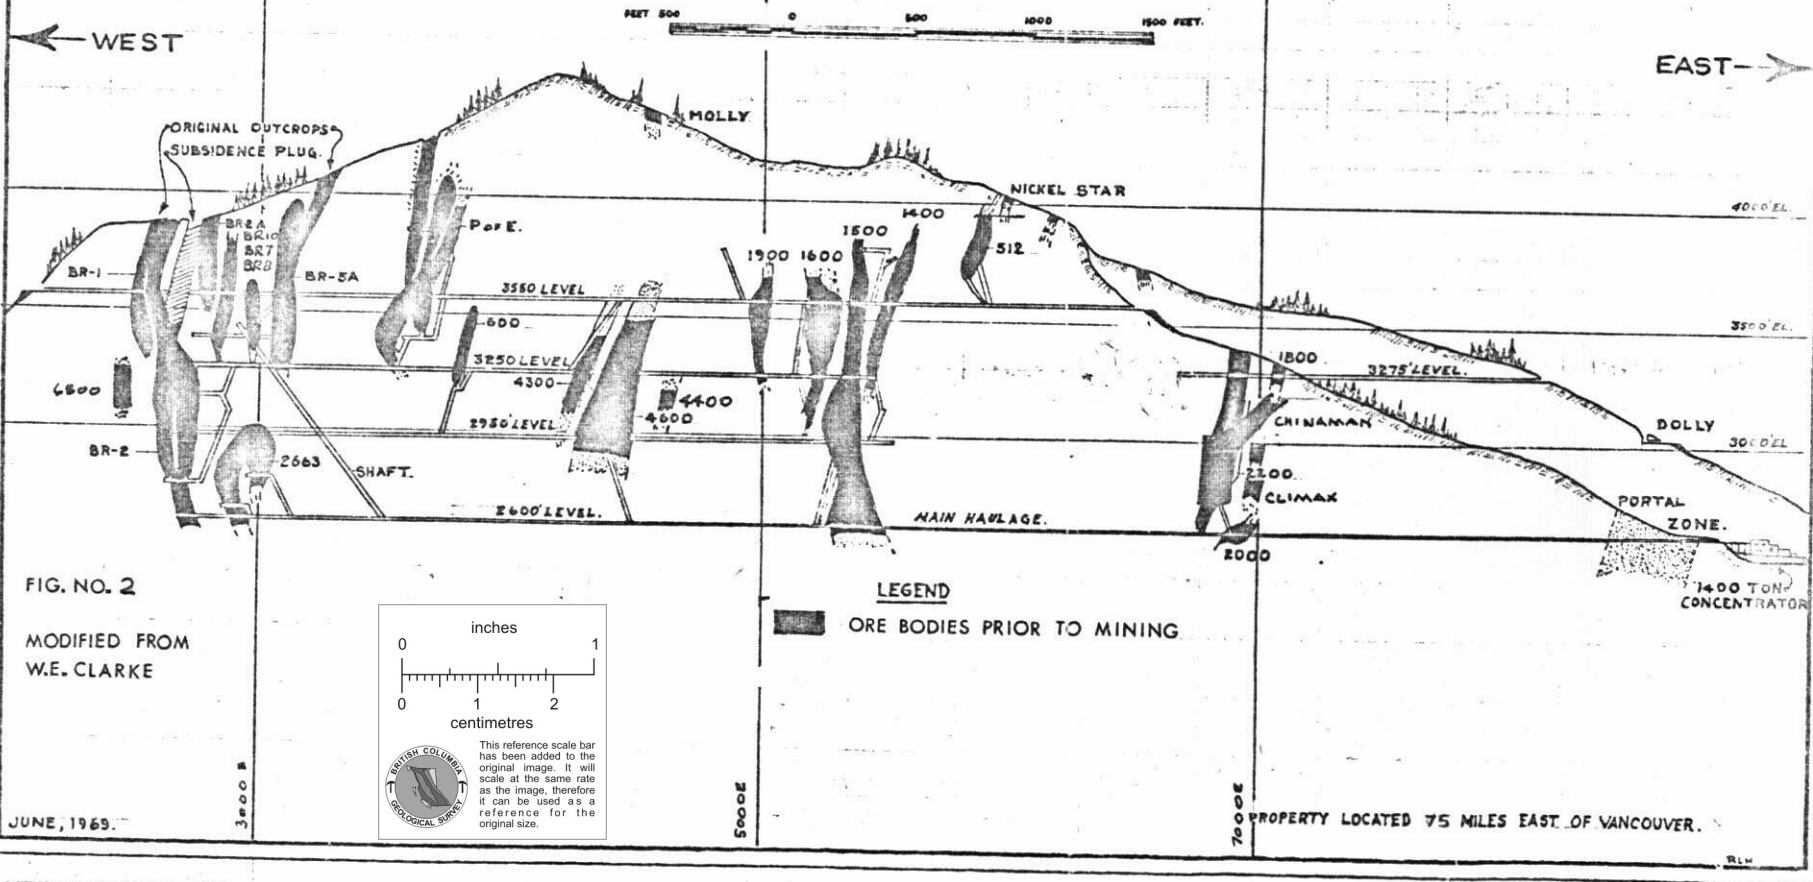 FEET 500 0 500 1000 1500 FEET.
WEST
EAST
MOLLY
ORIGINAL OUTCROPS
SUBSIDENCE PLUG.
NICKEL STAR
4000'EL.
BR2A
BR10
BR7
BR8
P OF E.
1400
1500
1900
1600
512
BR-1
BR-5A
3550 LEVEL
600
3500'EL.
3250 LEVEL
1800
3275'LEVEL.
4300
6800
4400
4600
2950'LEVEL
CHINAMAN
DOLLY
3000'EL
BR-2
2663
SHAFT.
2200
CLIMAX
PORTAL
ZONE.
2600'LEVEL.
MAIN HAULAGE.
2000
1400 TON
CONCENTRATOR
FIG. NO. 2
MODIFIED FROM
W.E. CLARKE
LEGEND
ORE BODIES PRIOR TO MINING
inches
0 1
0 1 2
centimetres
BRITISH COLUMBIA
GEOLOGICAL SURVEY
This reference scale bar
has been added to the
original image. It will
scale at the same rate
as the image, therefore
it can be used as a
reference for the
original size.
5000E
7000E
JUNE, 1969.
PROPERTY LOCATED 75 MILES EAST OF VANCOUVER.
RLH